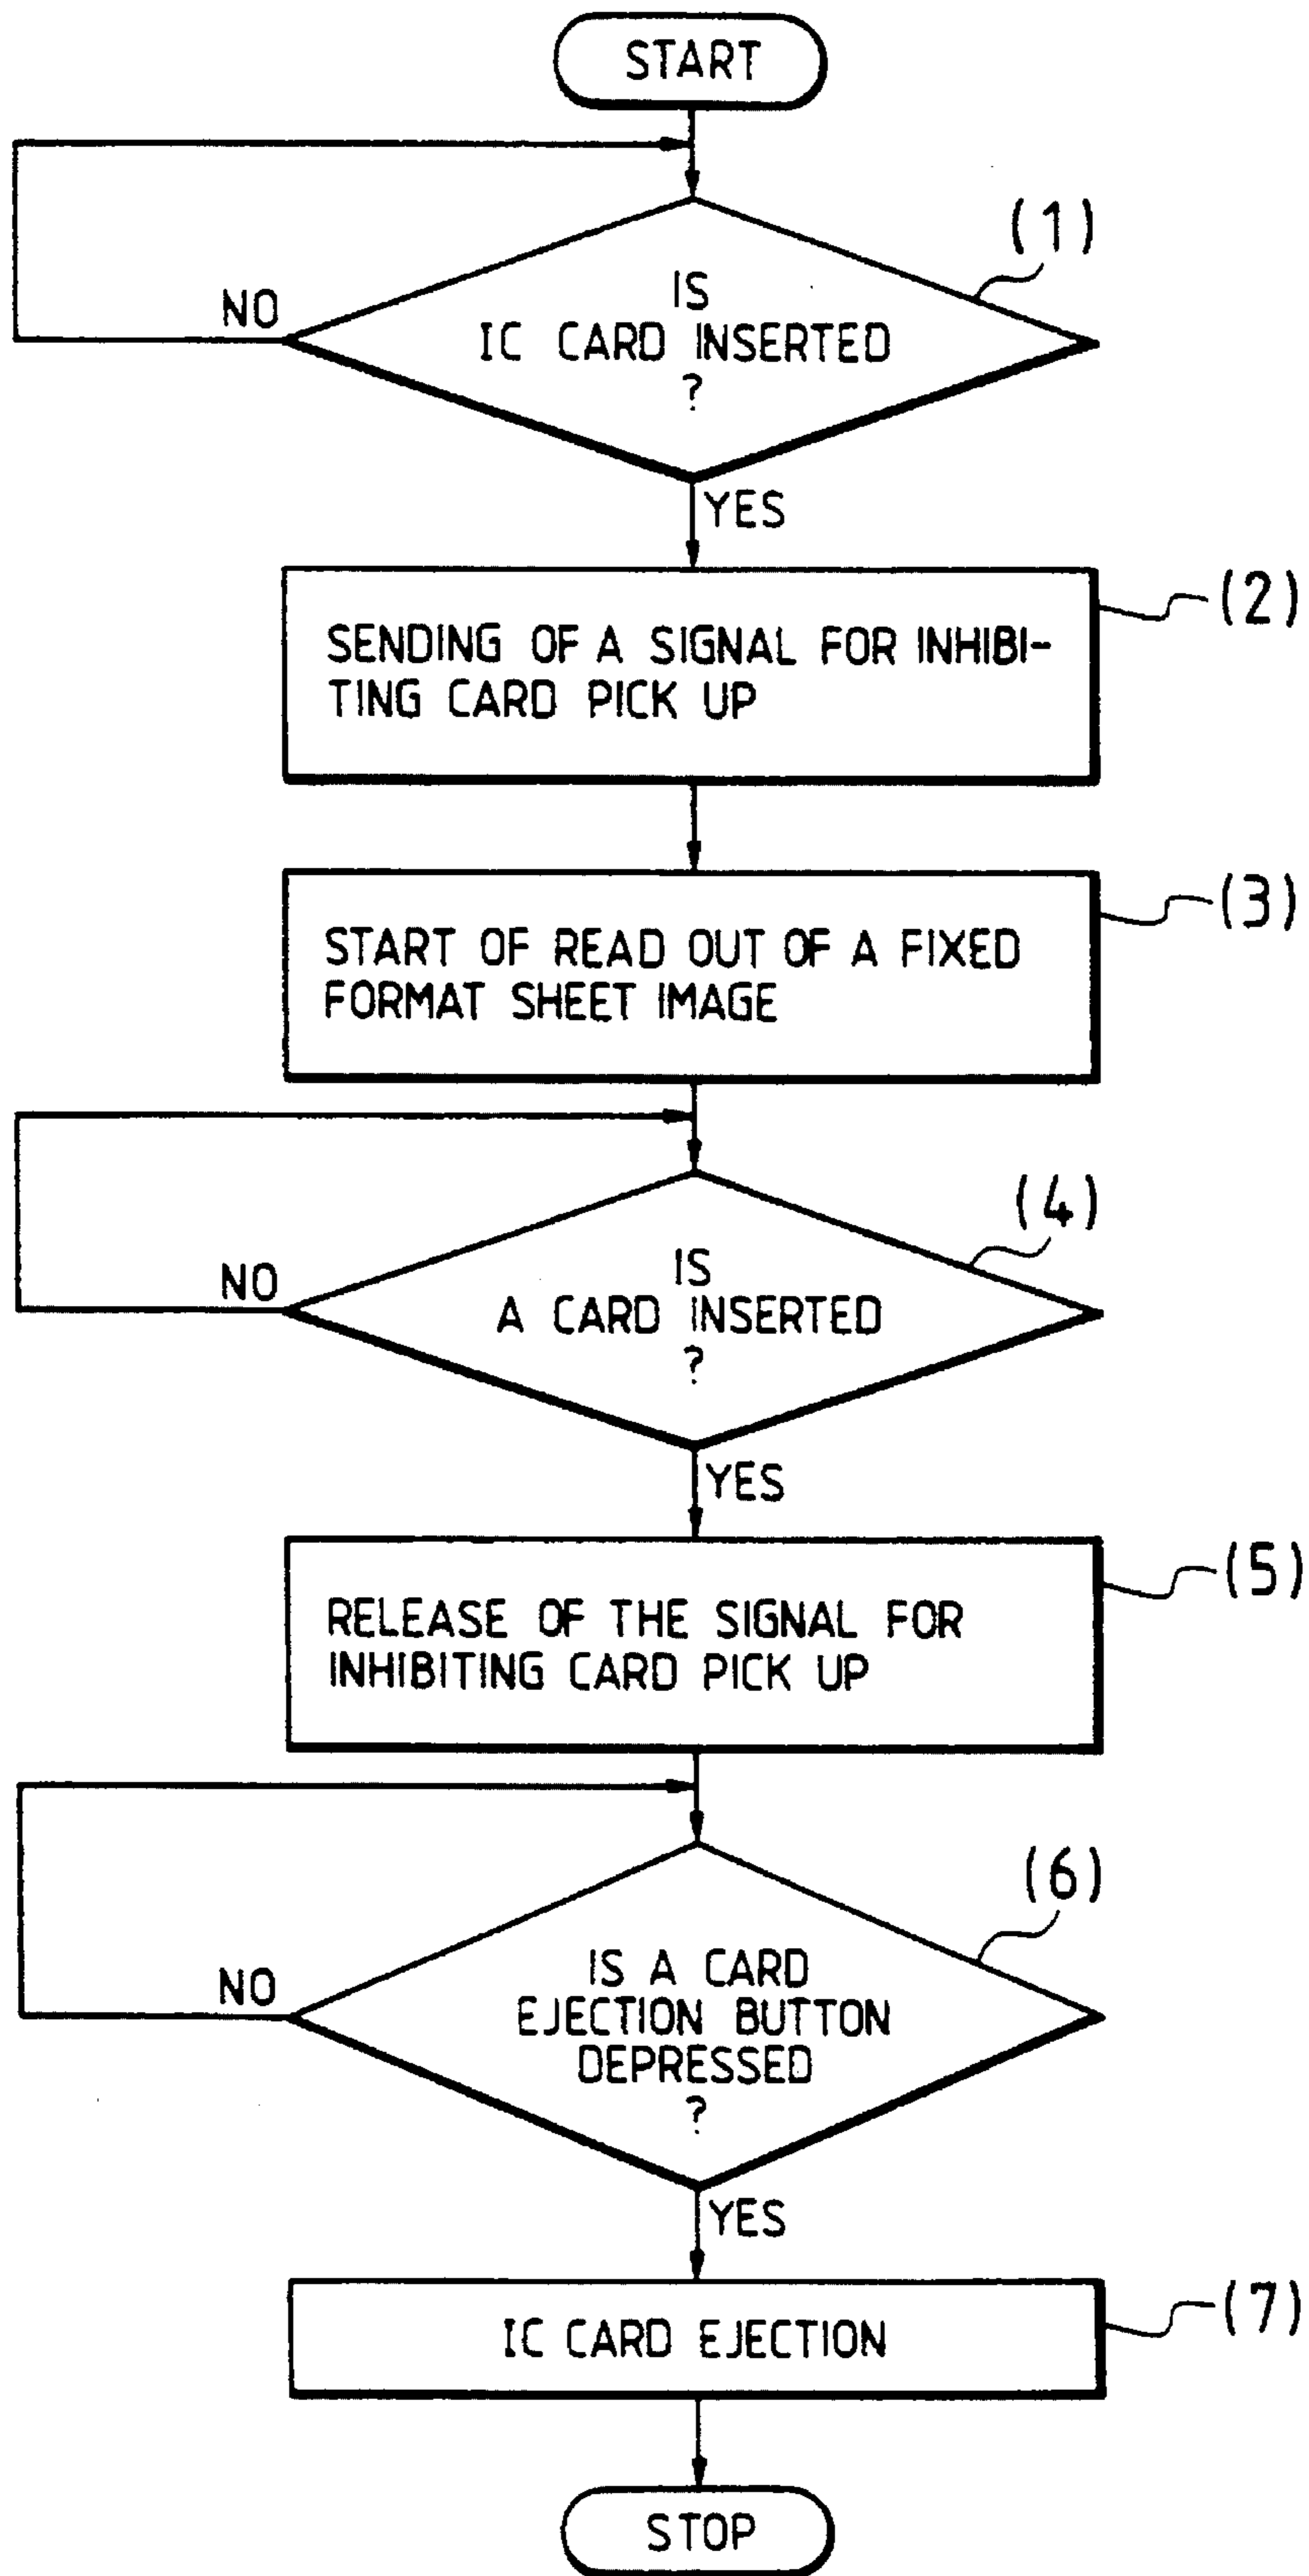 START
(1)
IS
IC CARD INSERTED
?
NO
YES
(2)
SENDING OF A SIGNAL FOR INHIBI-
TING CARD PICK UP
(3)
START OF READ OUT OF A FIXED
FORMAT SHEET IMAGE
(4)
IS
A CARD INSERTED
?
NO
YES
(5)
RELEASE OF THE SIGNAL FOR
INHIBITING CARD PICK UP
(6)
IS A CARD
EJECTION BUTTON
DEPRESSED
?
NO
YES
(7)
IC CARD EJECTION
STOP